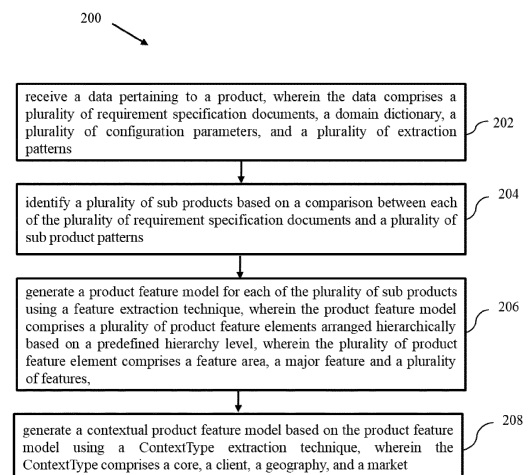 200
receive a data pertaining to a product, wherein the data comprises a
plurality of requirement specification documents, a domain dictionary, a
plurality of configuration parameters, and a plurality of extraction
patterns
202
identify a plurality of sub products based on a comparison between each
of the plurality of requirement specification documents and a plurality of
sub product patterns
204
generate a product feature model for each of the plurality of sub products
using a feature extraction technique, wherein the product feature model
comprises a plurality of product feature elements arranged hierarchically
based on a predefined hierarchy level, wherein the plurality of product
feature element comprises a feature area, a major feature and a plurality
of features,
206
generate a contextual product feature model based on the product feature
model using a ContextType extraction technique, wherein the
ContextType comprises a core, a client, a geography, and a market
208